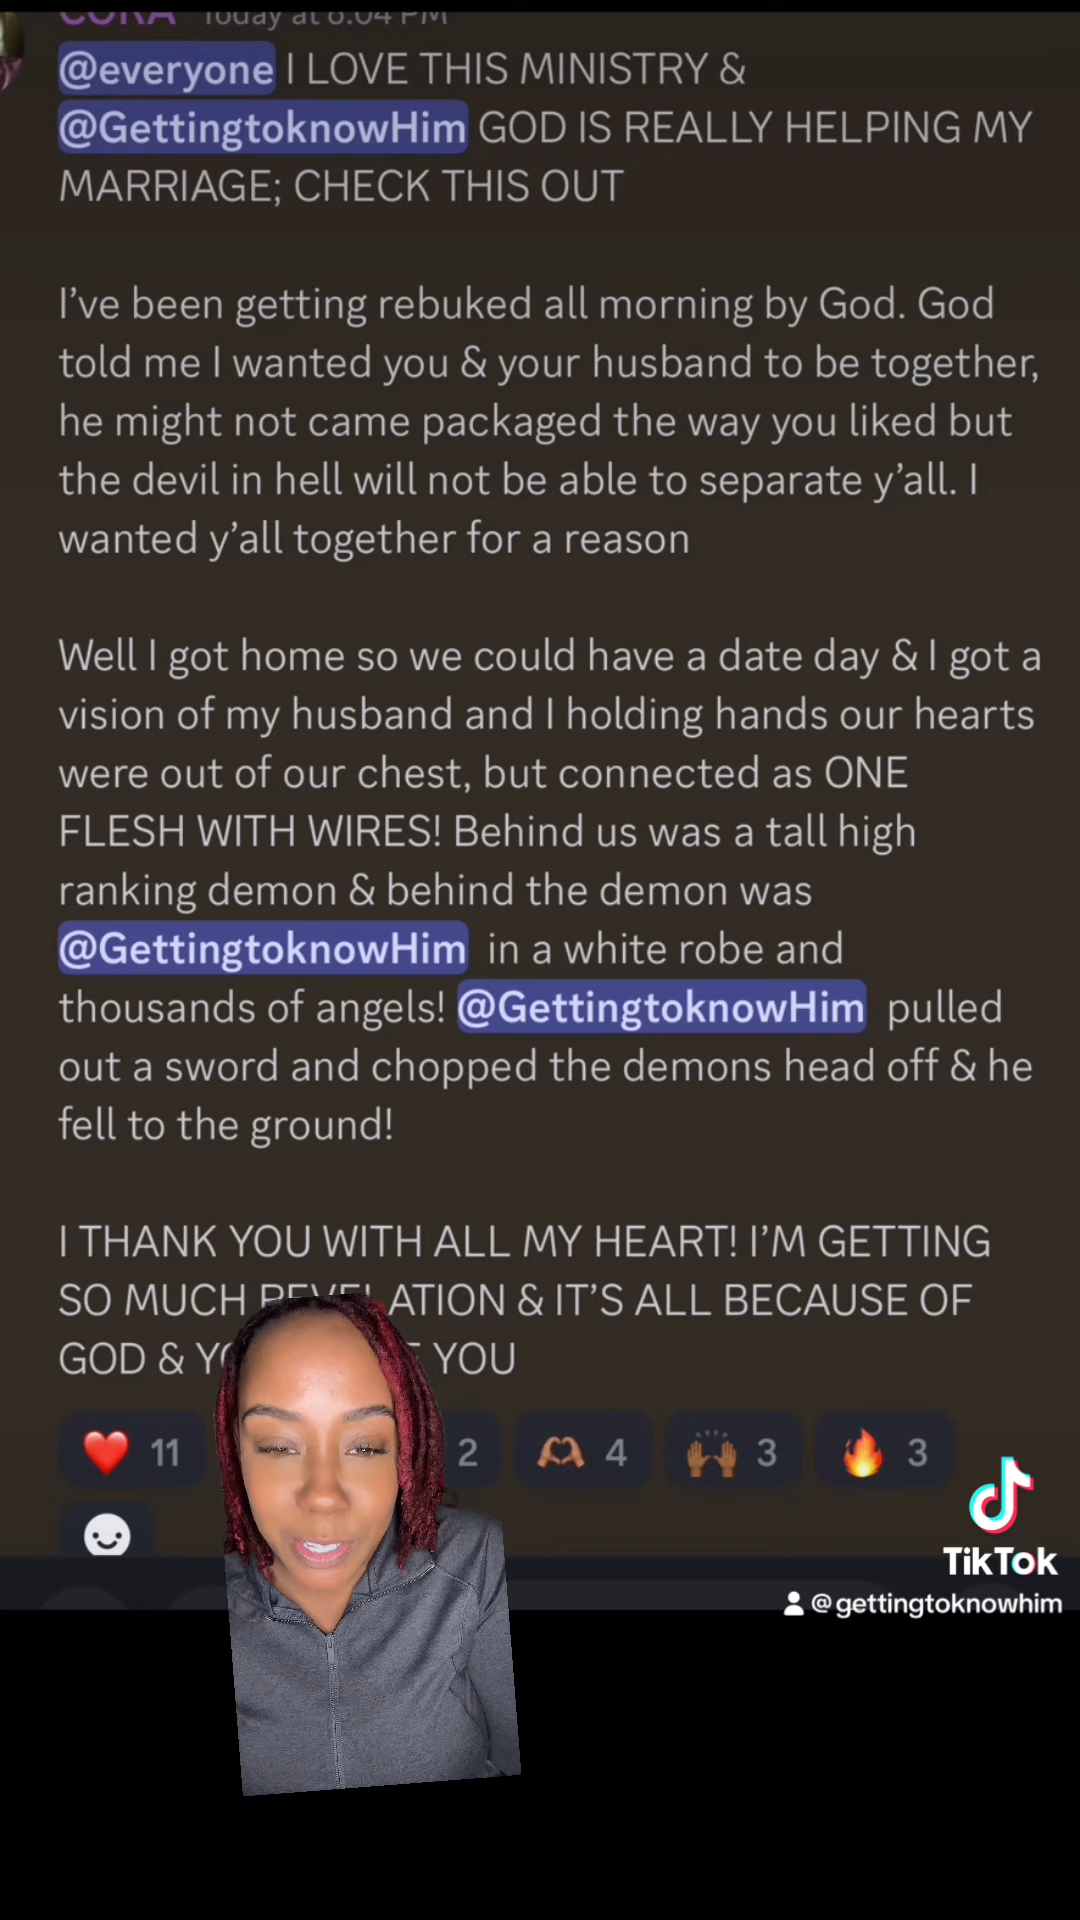 CORA Today at 6:04 PM
@everyone I LOVE THIS MINISTRY &
@GettingtoknowHim GOD IS REALLY HELPING MY
MARRIAGE; CHECK THIS OUT
I've been getting rebuked all morning by God. God
told me I wanted you & your husband to be together,
he might not came packaged the way you liked but
the devil in hell will not be able to separate y'all. I
wanted y'all together for a reason
Well I got home so we could have a date day & I got a
vision of my husband and I holding hands our hearts
were out of our chest, but connected as ONE
FLESH WITH WIRES! Behind us was a tall high
ranking demon & behind the demon was
@GettingtoknowHim in a white robe and
thousands of angels! @GettingtoknowHim pulled
out a sword and chopped the demons head off & he
fell to the ground!
I THANK YOU WITH ALL MY HEART! I'M GETTING
SO MUCH REVELATION & IT'S ALL BECAUSE OF
GOD & YOU
11 2 4 3 3
TikTok
@gettingtoknowhim